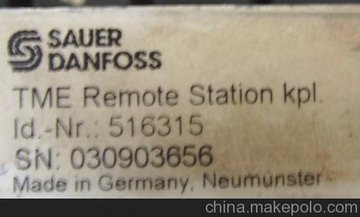 SAUER
DANFOSS
TME Remote Station kpl.
Id.-Nr.: 516315
SN: 030903656
Made in Germany, Neumünster
china.makepolo.com